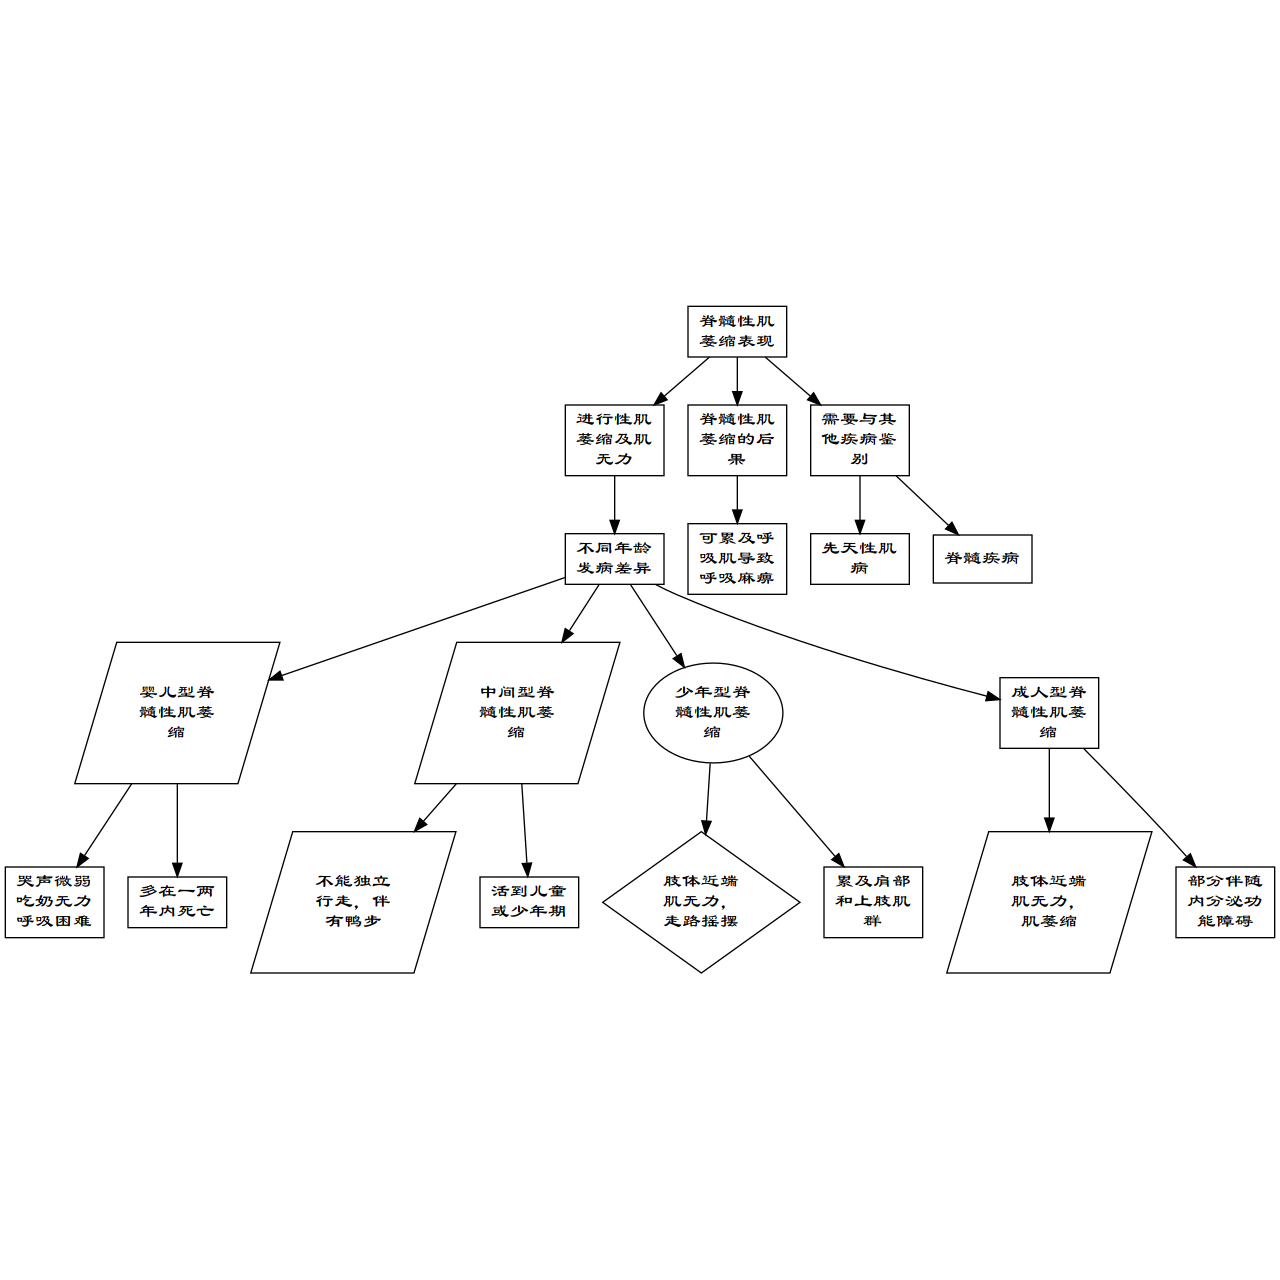 脊髓性肌
萎缩表现
进行性肌
萎缩及肌
无力
脊髓性肌
萎缩的后
果
需要与其
他疾病鉴
别
不同年龄
发病差异
可累及呼
吸肌导致
呼吸麻痹
先天性肌
病
脊髓疾病
婴儿型脊
髓性肌萎
缩
中间型脊
髓性肌萎
缩
少年型脊
髓性肌萎
缩
成人型脊
髓性肌萎
缩
哭声微弱
吃奶无力
呼吸困难
多在一两
年内死亡
不能独立
行走，伴
有鸭步
活到儿童
或少年期
肢体近端
肌无力，
走路摇摆
累及肩部
和上肢肌
群
肢体近端
肌无力，
肌萎缩
部分伴随
内分泌功
能障碍